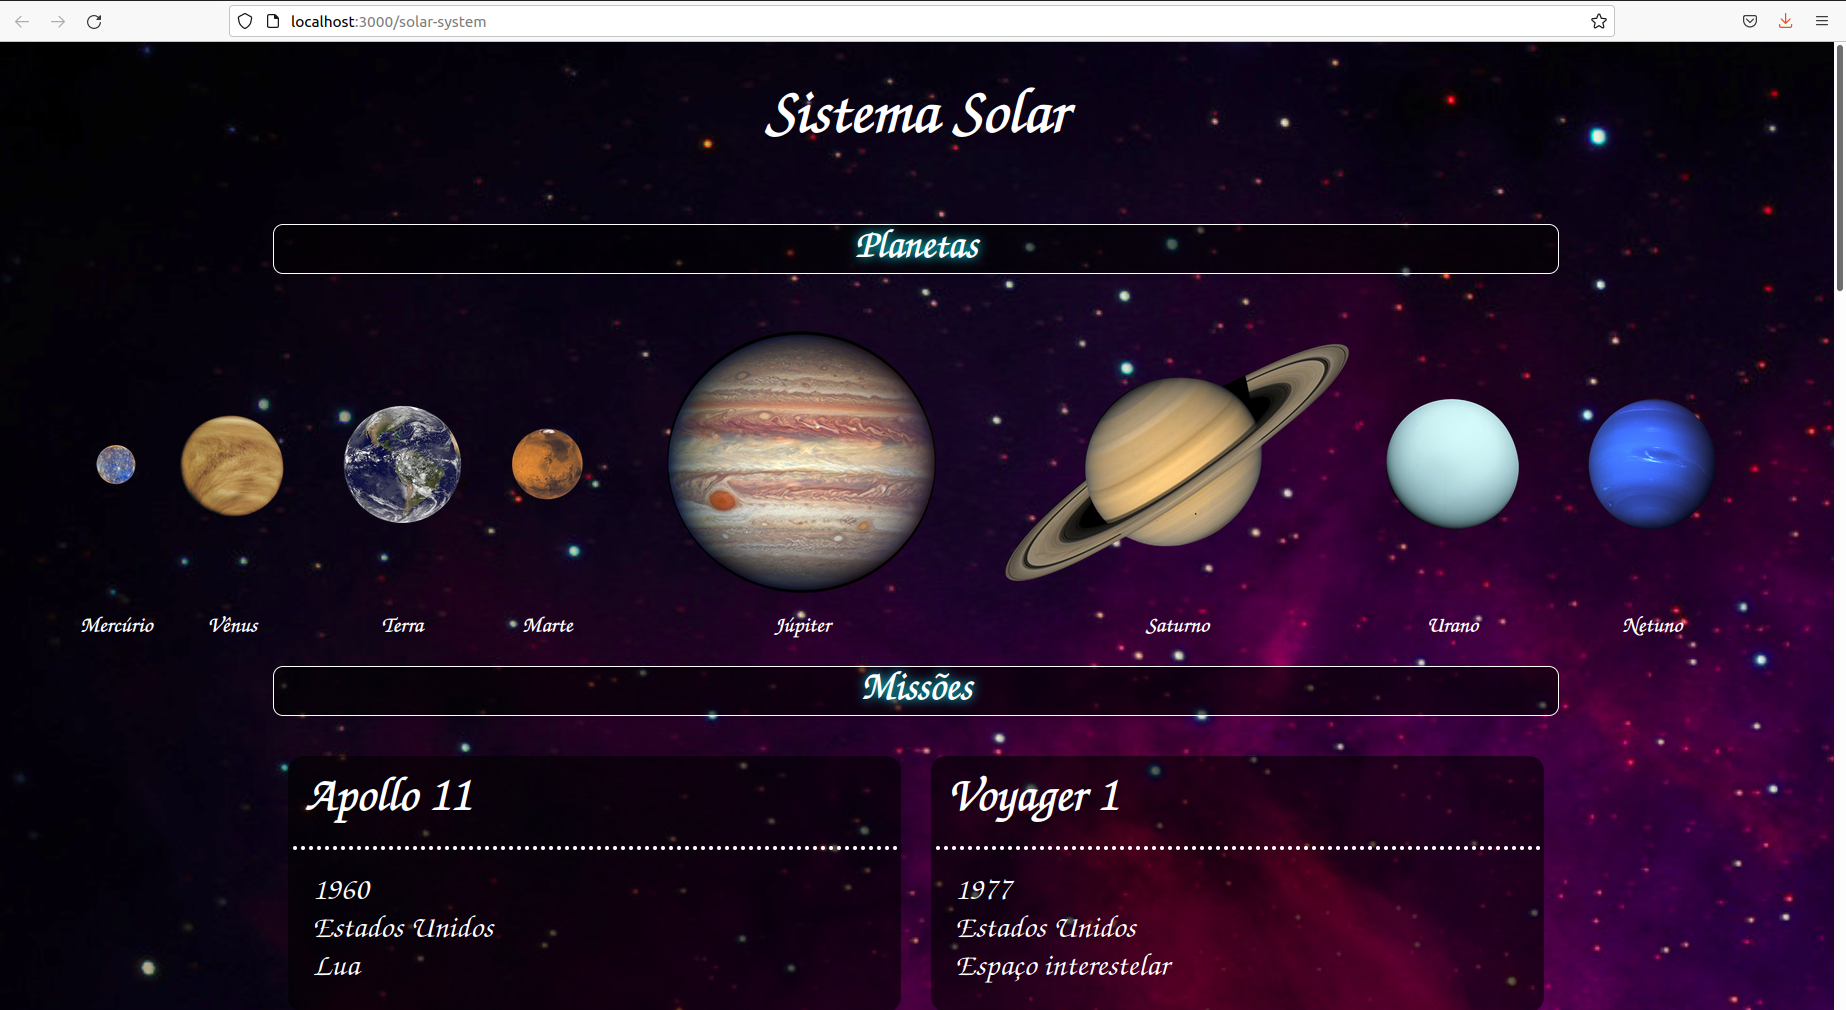 localhost:3000/solar-system
Sistema Solar
Planetas
Mercúrio
Vênus
Terra
Marte
Júpiter
Saturno
Urano
Netuno
Missões
Apollo 11
1960
Estados Unidos
Lua
Voyager 1
1977
Estados Unidos
Espaço interestelar